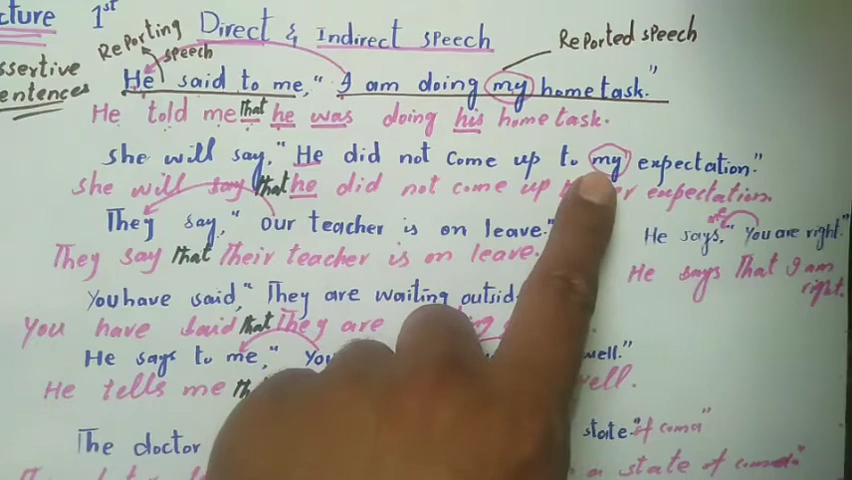 cture 1st Direct & Indirect speech
Reporting speech
Reported speech
ssertive
entences
He said to me," I am doing my home task."
He told me that he was doing his home task.
She will say," He did not come up to my expectation."
She will say that he did not come up expectation.
They say," our teacher is on leave."
They say that Their teacher is on leave.
He says," You are right."
He says That I am
right.
You have said," They are waiting outsid
You have said that They are
He says to me," You well."
He tells me
The doctor state." of coma"
a state of coma."